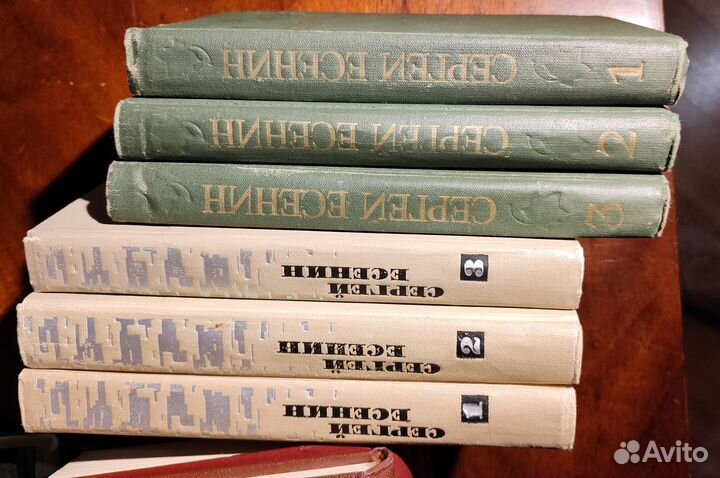 СЕРГЕЙ ЕСЕНИН 1
СЕРГЕЙ ЕСЕНИН 2
СЕРГЕЙ ЕСЕНИН 3
СЕРГЕЙ
ЕСЕНИН
3
СЕРГЕЙ
ЕСЕНИН
2
СЕРГЕЙ
ЕСЕНИН
1
Avito